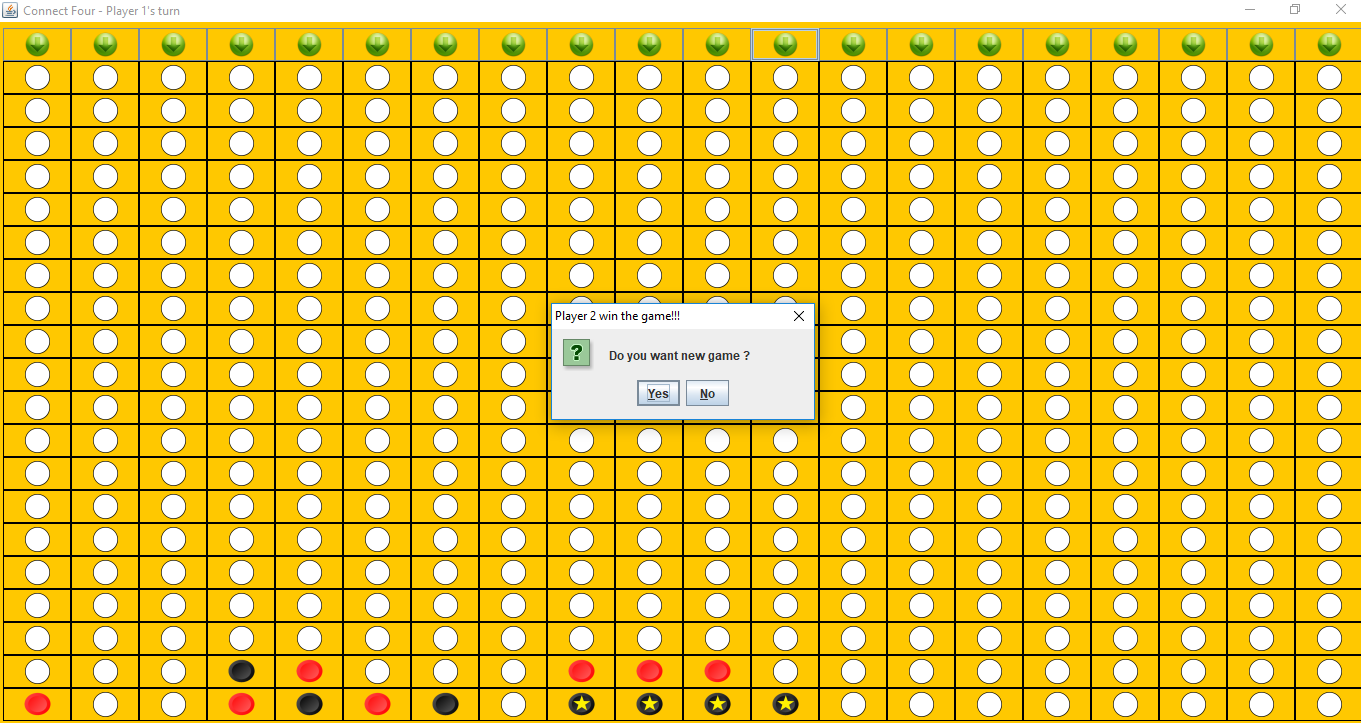 Connect Four - Player 1's turn
Player 2 win the game!!!
?
Do you want new game ?
Yes No